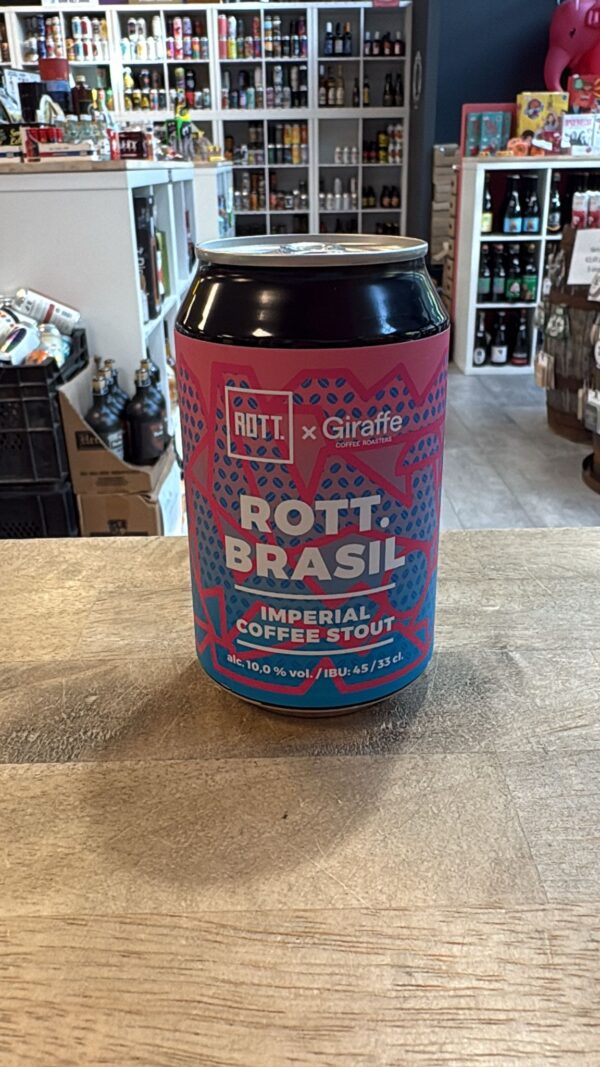 ROTT. x Giraffe
COFFEE ROASTERS
ROTT.
BRASIL
IMPERIAL
COFFEE STOUT
alc. 10,0 % vol. / IBU: 45 / 33 cl.